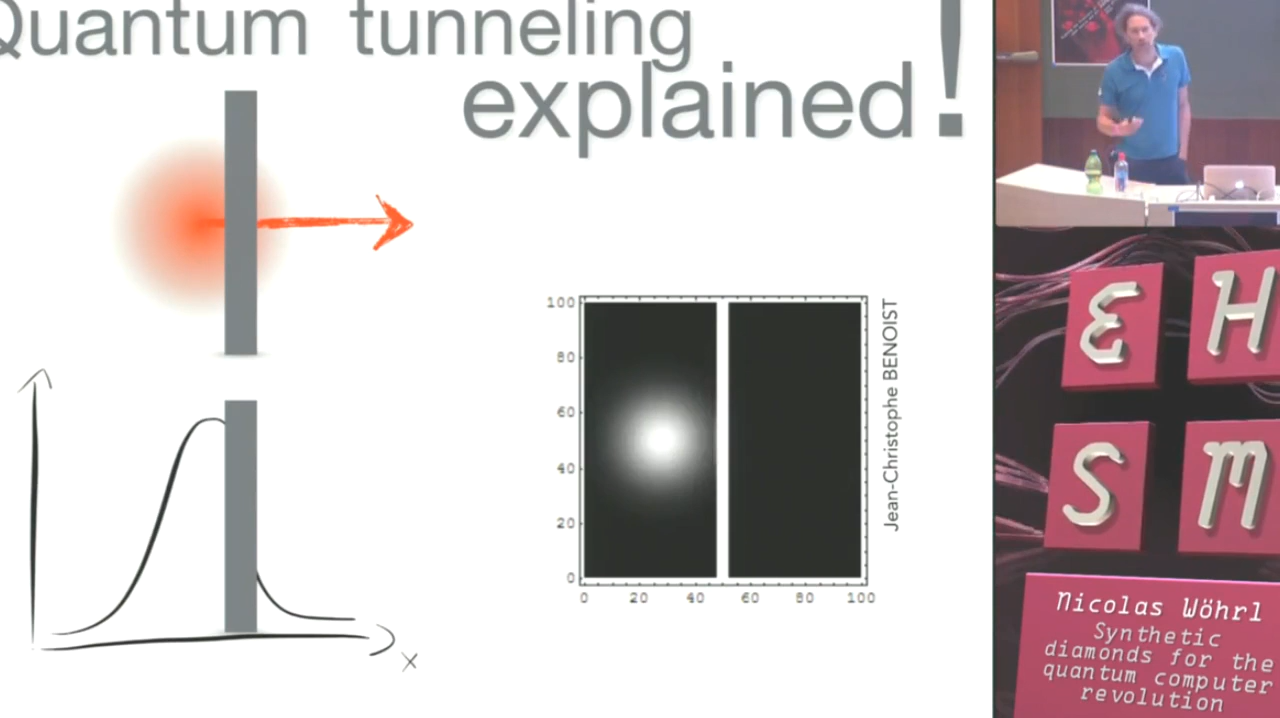 Quantum tunneling
explained!
x
100
80
60
40
20
0
0 20 40 60 80 100
Jean-Christophe BENOIST
EH
SM
Nicolas Wöhrl
Synthetic
diamonds for the
quantum computer
revolution